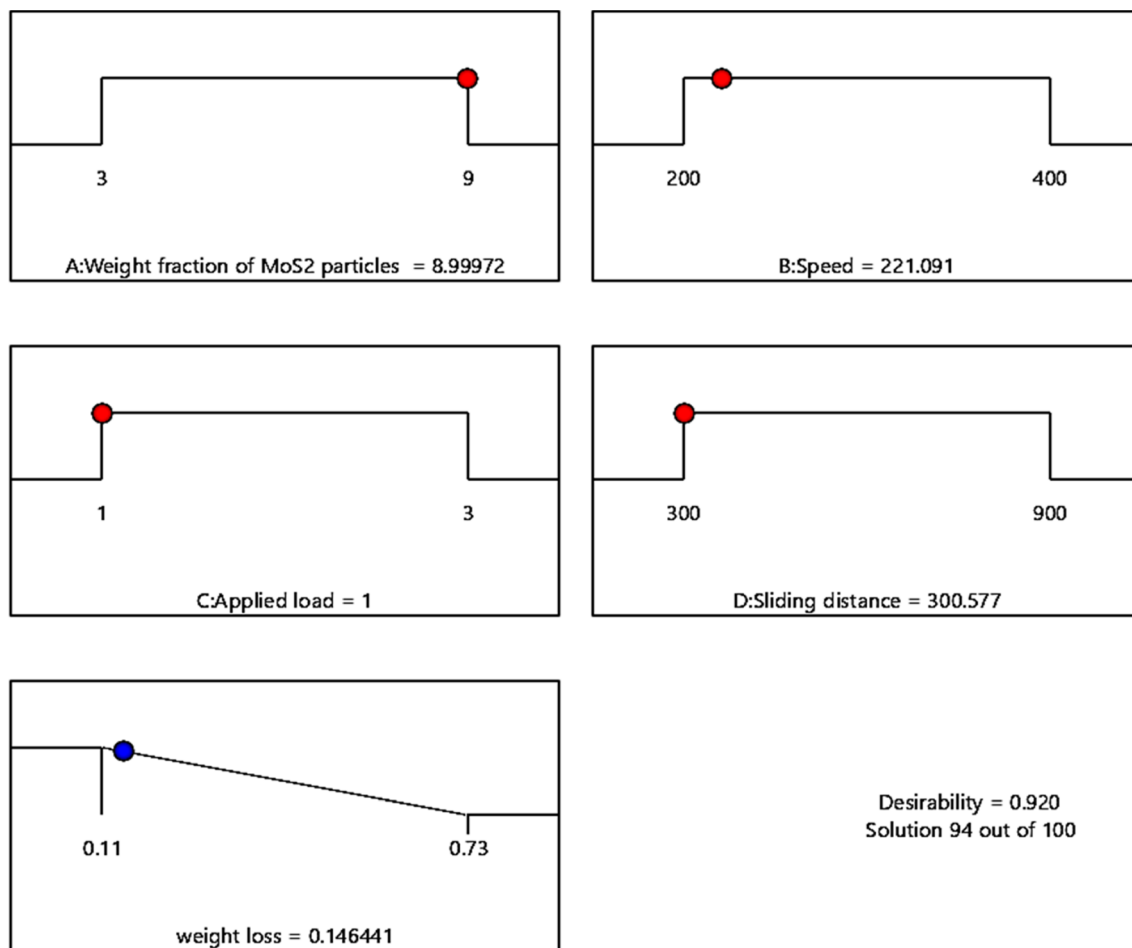 3 9
A:Weight fraction of MoS2 particles = 8.99972
200 400
B:Speed = 221.091
1 3
C:Applied load = 1
300 900
D:Sliding distance = 300.577
0.11 0.73
weight loss = 0.146441
Desirability = 0.920
Solution 94 out of 100